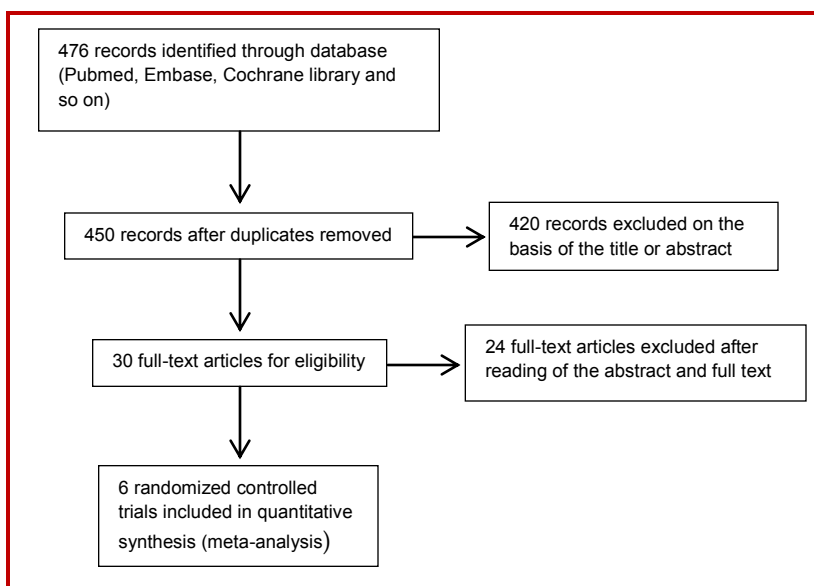 476 records identified through database
(Pubmed, Embase, Cochrane library and
so on)
450 records after duplicates removed
420 records excluded on the
basis of the title or abstract
30 full-text articles for eligibility
24 full-text articles excluded after
reading of the abstract and full text
6 randomized controlled
trials included in quantitative
synthesis (meta-analysis)